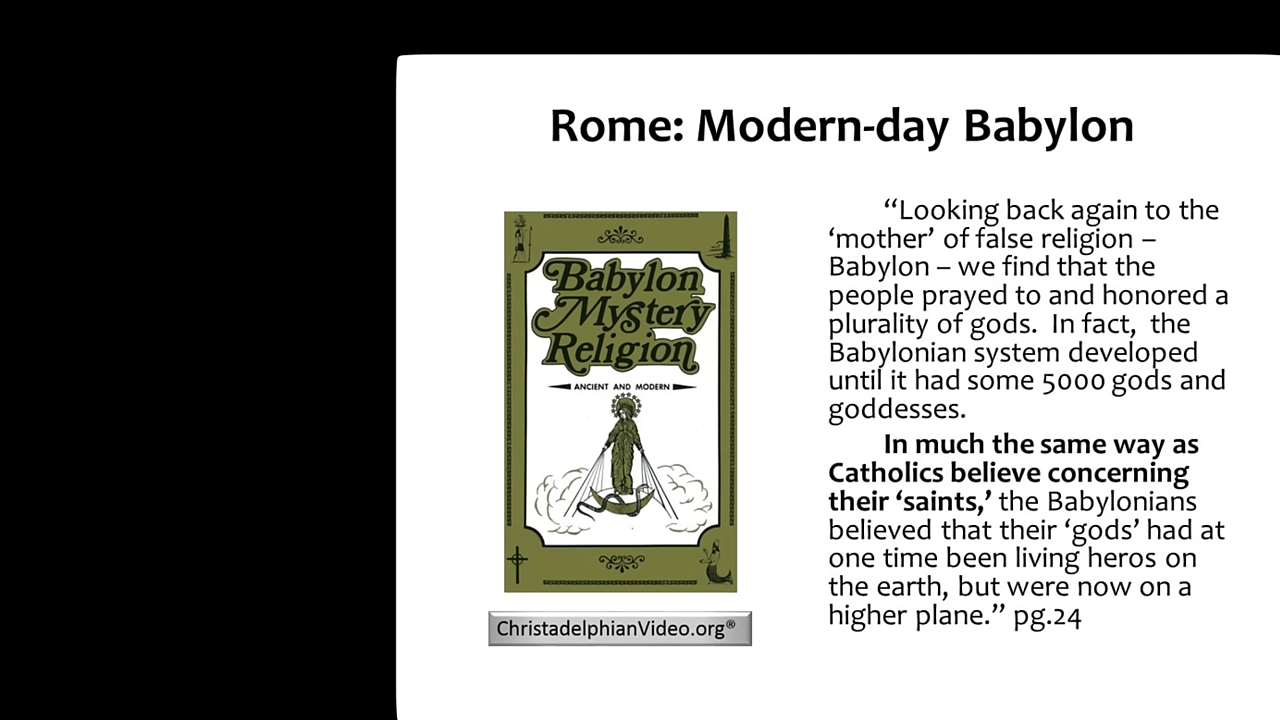 Rome: Modern-day Babylon
Babylon
Mystery
Religion
ANCIENT AND MODERN
ChristadelphianVideo.org®
“Looking back again to the
‘mother’ of false religion –
Babylon – we find that the
people prayed to and honored a
plurality of gods.  In fact,  the
Babylonian system developed
until it had some 5000 gods and
goddesses.
In much the same way as
Catholics believe concerning
their ‘saints,’ the Babylonians
believed that their ‘gods’ had at
one time been living heros on
the earth, but were now on a
higher plane.” pg.24